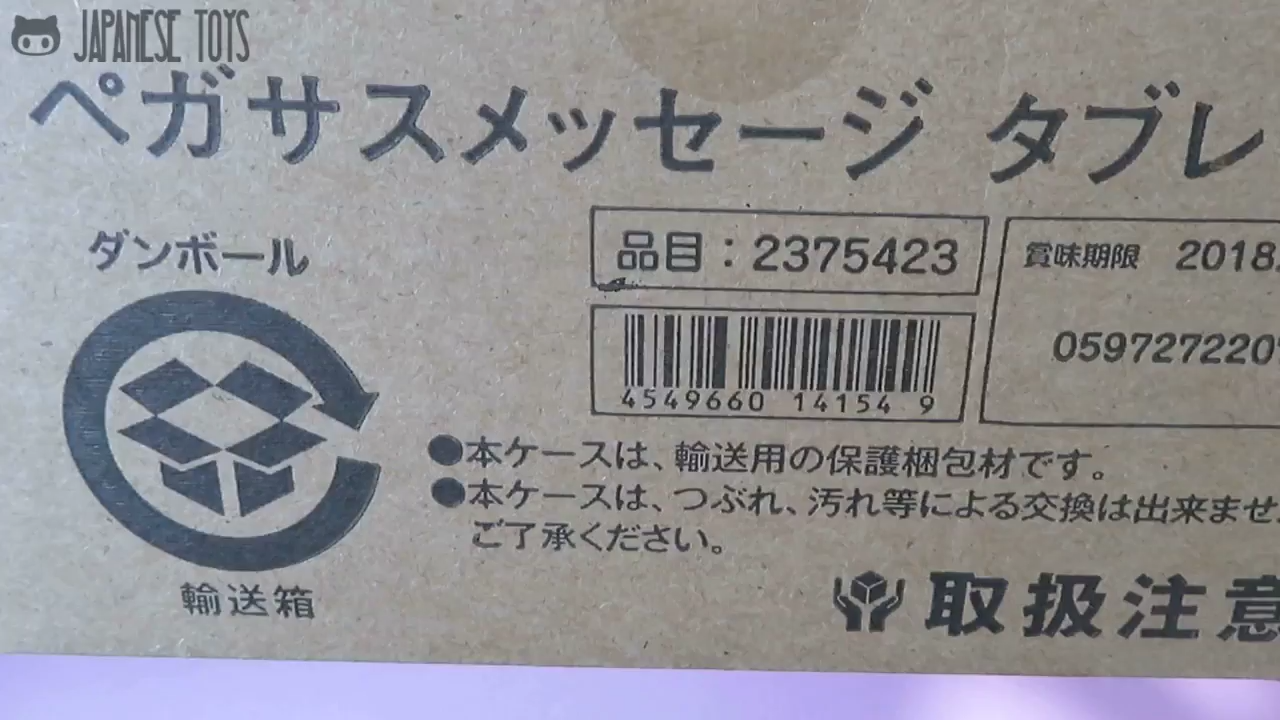 JAPANESE TOYS
ペガサスメッセージ タブレ
ダンボール
品目：2375423
賞味期限 2018.
059727220
4549660 14154 9
●本ケースは、輸送用の保護梱包材です。
●本ケースは、つぶれ、汚れ等による交換は出来ませ
ご了承ください。
輸送箱
取扱注意